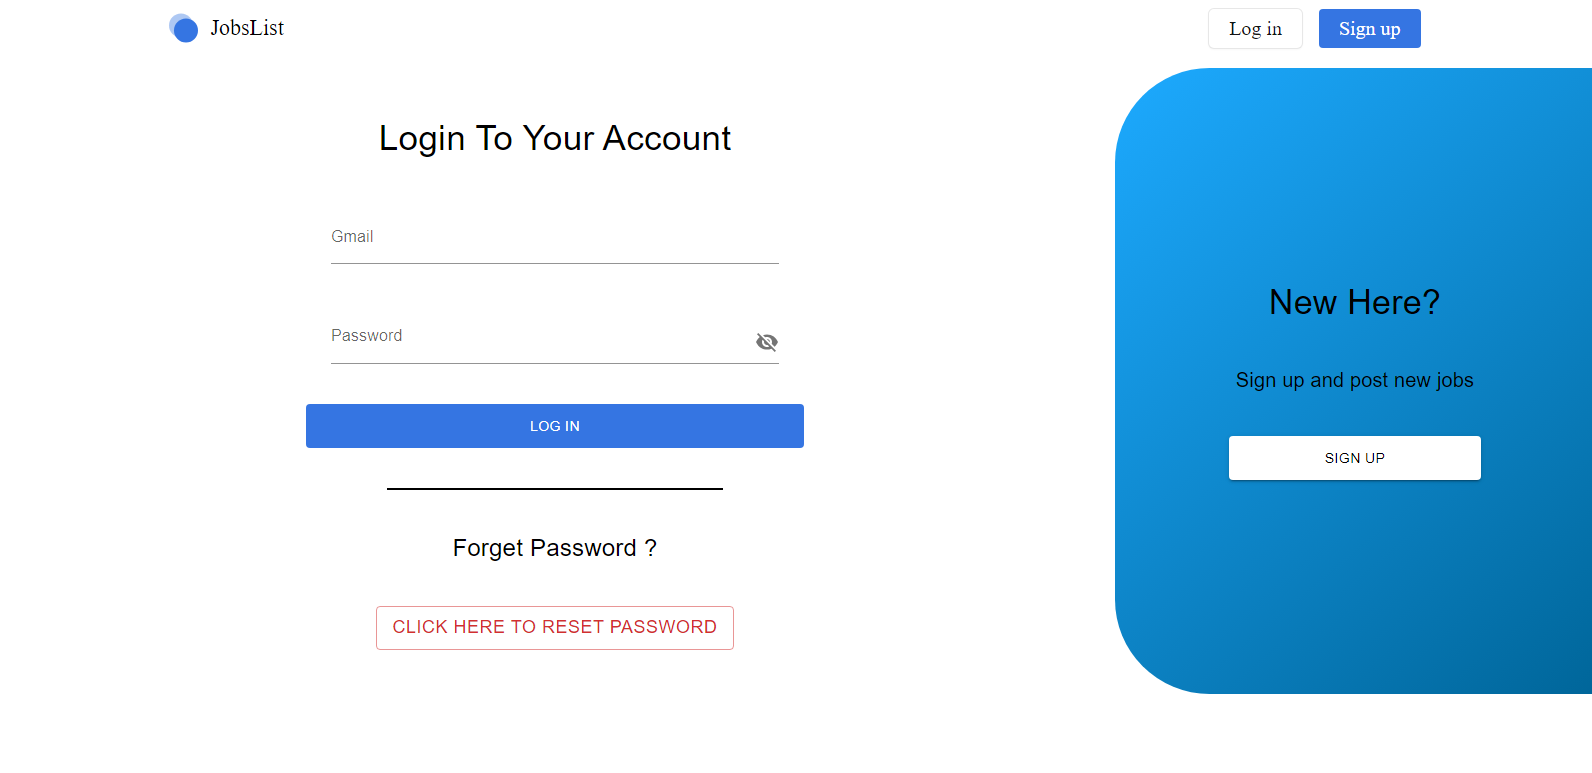 JobsList
Log in
Sign up
Login To Your Account
Gmail
Password
LOG IN
Forget Password ?
CLICK HERE TO RESET PASSWORD
New Here?
Sign up and post new jobs
SIGN UP